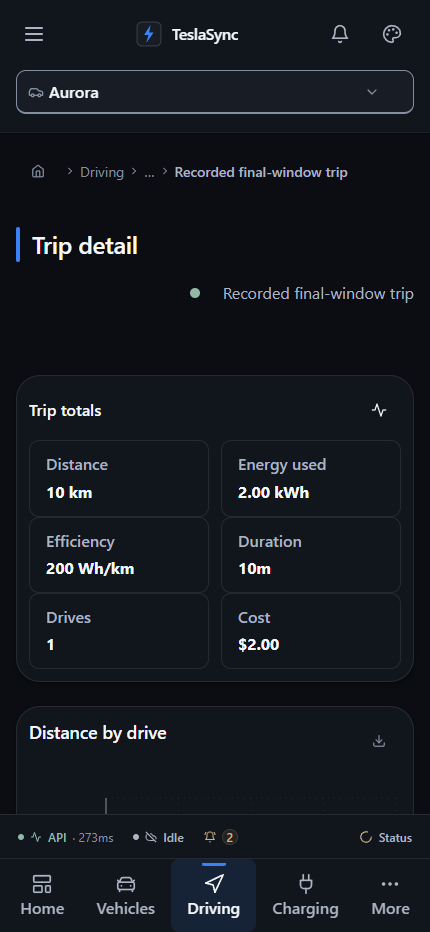 TeslaSync
Aurora
Driving ... Recorded final-window trip
Trip detail
Recorded final-window trip
Trip totals
Distance
10 km
Energy used
2.00 kWh
Efficiency
200 Wh/km
Duration
10m
Drives
1
Cost
$2.00
Distance by drive
API · 273ms Idle 2 Status
Home Vehicles Driving Charging More